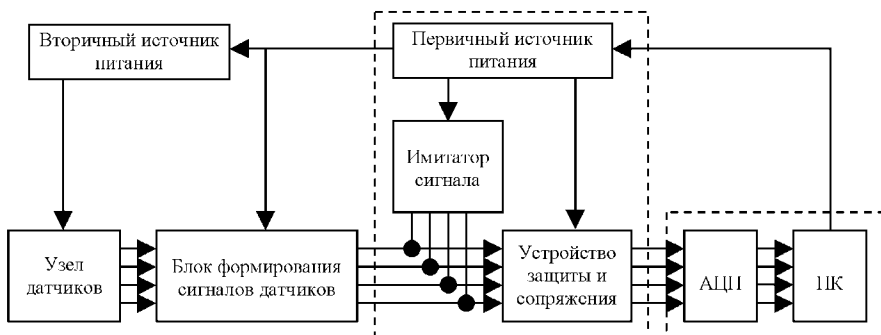 Вторичный источник
питания
Первичный источник
питания
Имитатор
сигнала
Узел
датчиков
Блок формирования
сигналов датчиков
Устройство
защиты и
сопряжения
АЦП
ПК